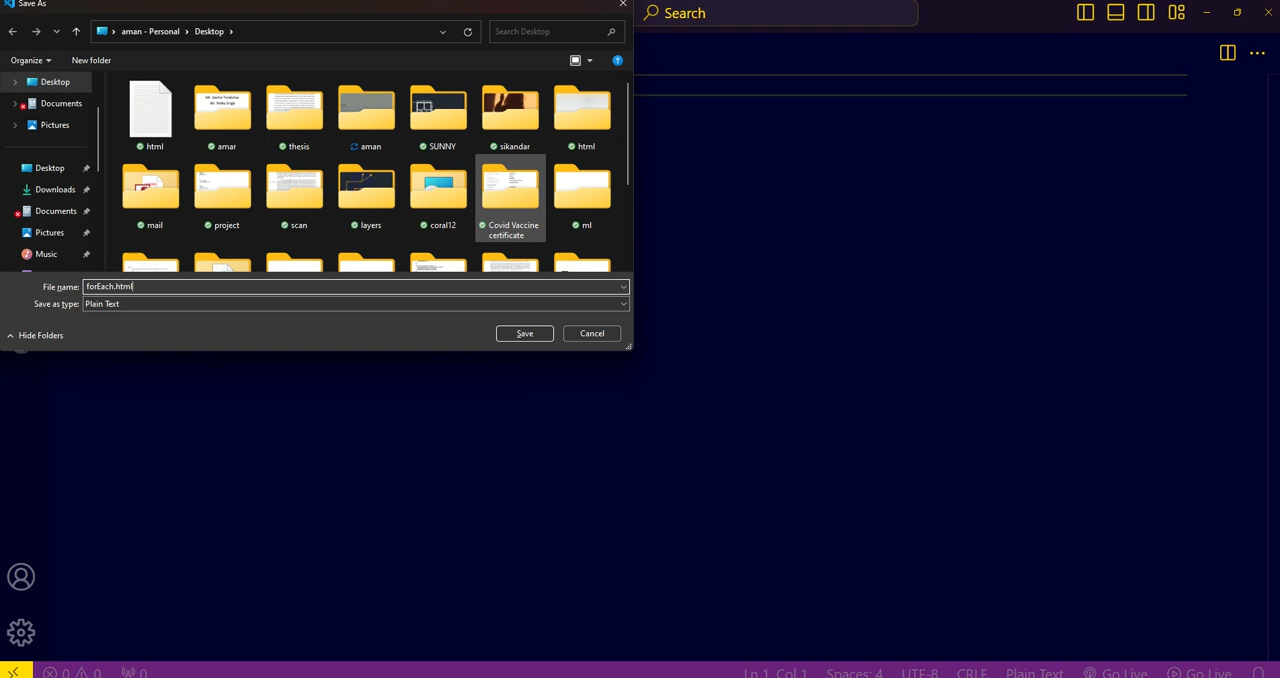 Save As
Search
aman - Personal
Desktop
Search Desktop
Organize
New folder
Desktop
Documents
Pictures
Desktop
Downloads
Documents
Pictures
Music
html
amar
thesis
aman
SUNNY
sikandar
html
mail
project
scan
layers
coral12
Covid Vaccine
certificate
ml
File name: forEach.html
Save as type: Plain Text
Hide Folders
Save
Cancel
0 0 0
Ln 1, Col 1 Spaces: 4 UTF-8 CRLF Plain Text Go Live Go Live